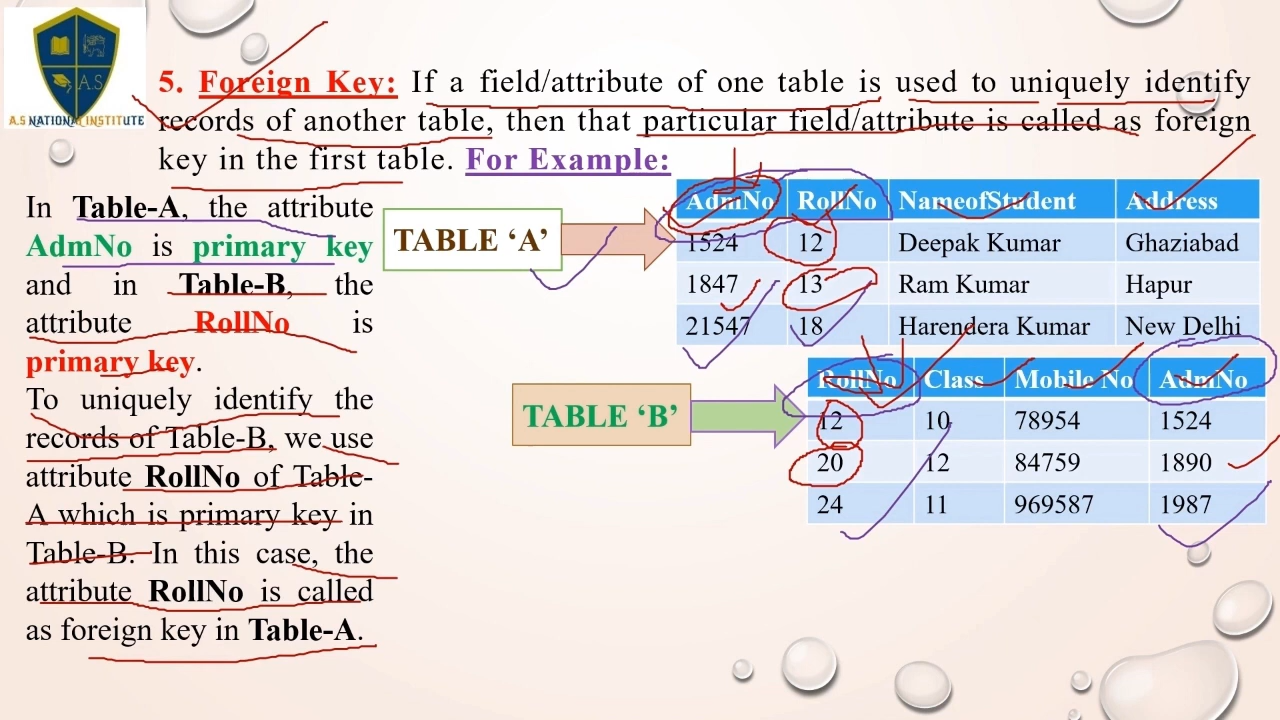 A.S
A.S NATIONAL INSTITUTE
5. Foreign Key: If a field/attribute of one table is used to uniquely identify
records of another table, then that particular field/attribute is called as foreign
key in the first table. For Example:
In Table-A, the attribute
AdmNo is primary key
and in Table-B, the
attribute RollNo is
primary key.
To uniquely identify the
records of Table-B, we use
attribute RollNo of Table-
A which is primary key in
Table-B. In this case, the
attribute RollNo is called
as foreign key in Table-A.
TABLE ‘A’
AdmNo RollNo NameofStudent Address
1524 12 Deepak Kumar Ghaziabad
1847 13 Ram Kumar Hapur
21547 18 Harendera Kumar New Delhi
TABLE ‘B’
RollNo Class Mobile No AdmNo
12 10 78954 1524
20 12 84759 1890
24 11 969587 1987